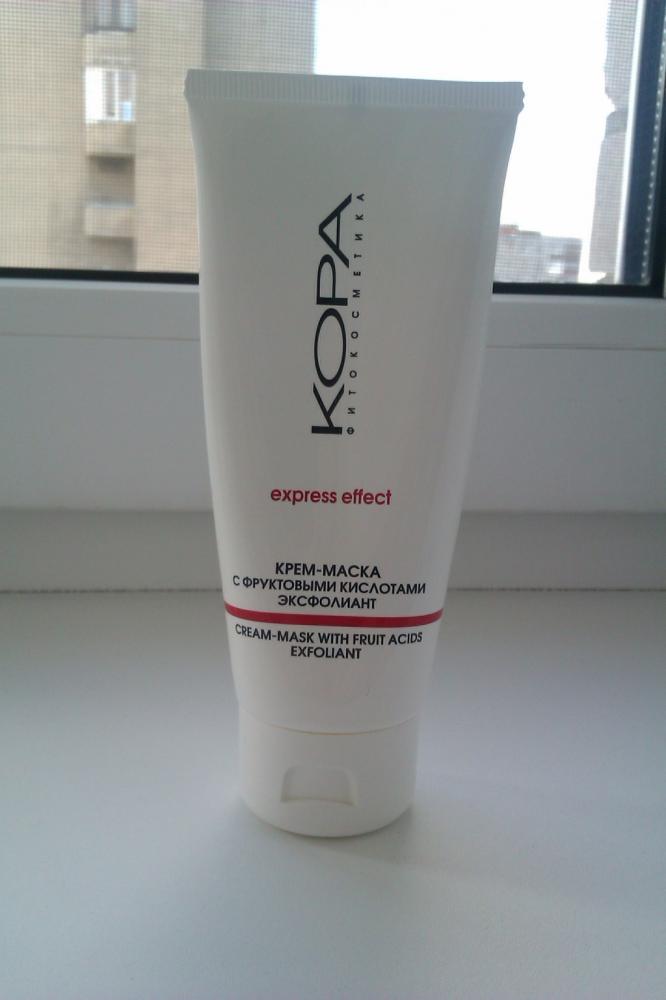 КОРА
ФИТОКОСМЕТИКА
express effect
КРЕМ-МАСКА
С ФРУКТОВЫМИ КИСЛОТАМИ
ЭКСФОЛИАНТ
CREAM-MASK WITH FRUIT ACIDS
EXFOLIANT